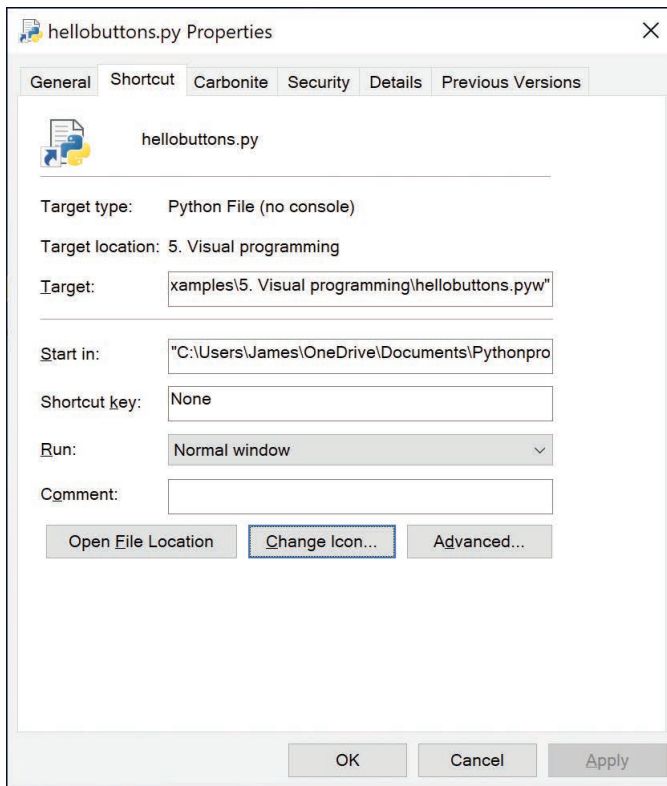 hellobuttons.py Properties
General Shortcut Carbonite Security Details Previous Versions
hellobuttons.py
Target type: Python File (no console)
Target location: 5. Visual programming
Target: xamples\5. Visual programming\hellobuttons.pyw"
Start in: "C:\Users\James\OneDrive\Documents\Pythonpro
Shortcut key: None
Run: Normal window
Comment:
Open File Location Change Icon... Advanced...
OK Cancel Apply